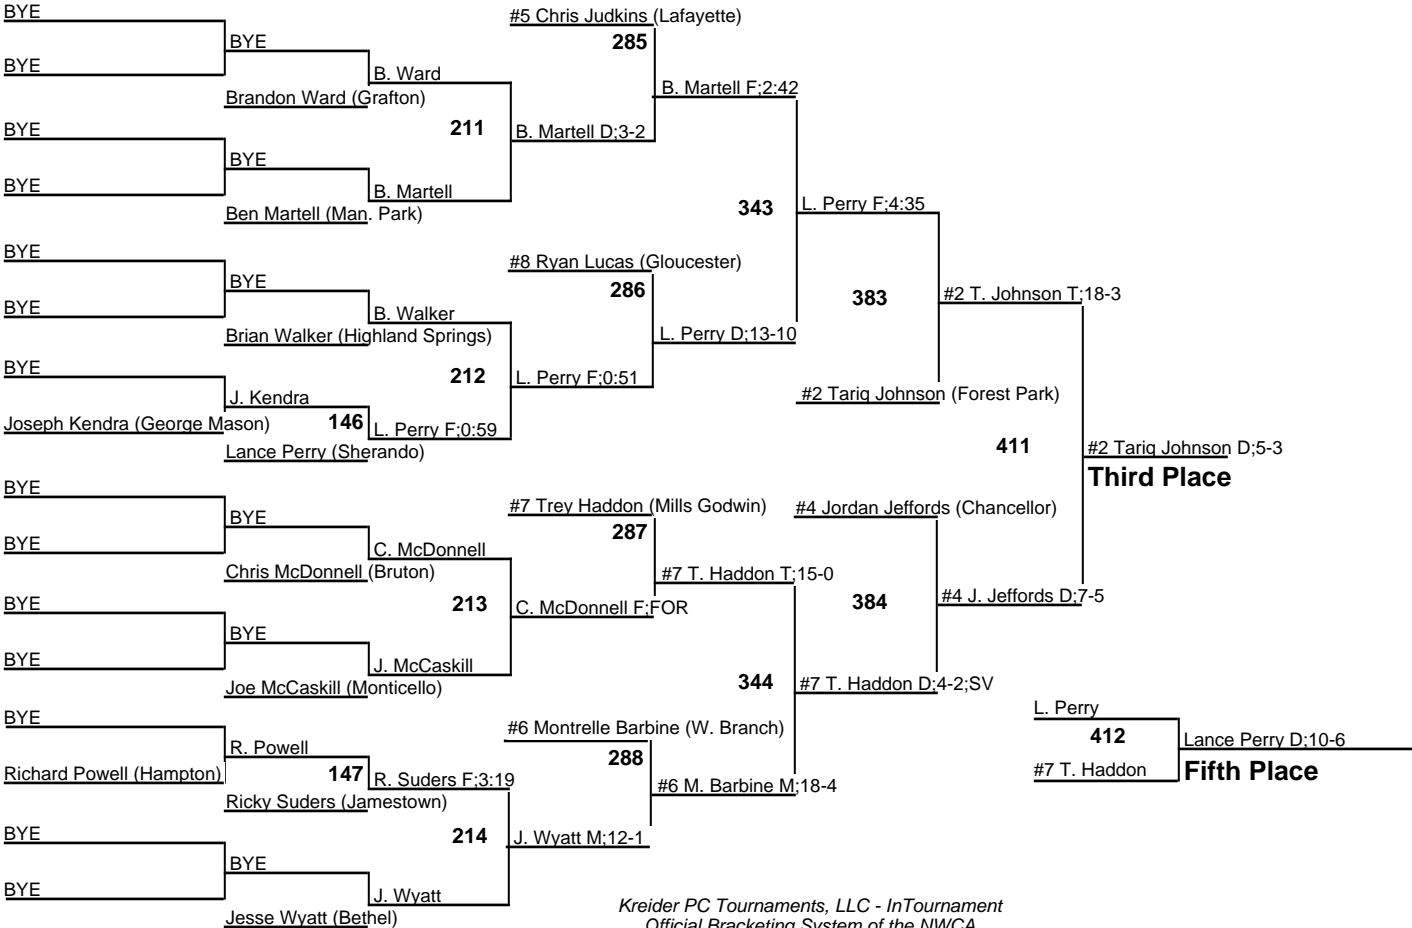 BYE
#5 Chris Judkins (Lafayette)
285
BYE
BYE
B. Ward
B. Martell F;2:42
Brandon Ward (Grafton)
BYE
211
B. Martell D;3-2
BYE
BYE
B. Martell
L. Perry F;4:35
343
Ben Martell (Man. Park)
BYE
#8 Ryan Lucas (Gloucester)
BYE
286
383
#2 T. Johnson T;18-3
BYE
B. Walker
Brian Walker (Highland Springs)
L. Perry D;13-10
BYE
212
L. Perry F;0:51
J. Kendra
#2 Tariq Johnson (Forest Park)
Joseph Kendra (George Mason)
146
L. Perry F;0:59
Lance Perry (Sherando)
411
#2 Tariq Johnson D;5-3
Third Place
BYE
#7 Trey Haddon (Mills Godwin)
#4 Jordan Jeffords (Chancellor)
BYE
287
BYE
C. McDonnell
Chris McDonnell (Bruton)
#7 T. Haddon T;15-0
BYE
213
C. McDonnell F;FOR
384
#4 J. Jeffords D;7-5
BYE
BYE
J. McCaskill
Joe McCaskill (Monticello)
344
#7 T. Haddon D;4-2;SV
BYE
#6 Montrelle Barbine (W. Branch)
L. Perry
R. Powell
288
412
Lance Perry D;10-6
Richard Powell (Hampton)
147
R. Suders F;3:19
#6 M. Barbine M;18-4
#7 T. Haddon
Fifth Place
Ricky Suders (Jamestown)
BYE
214
J. Wyatt M;12-1
BYE
BYE
J. Wyatt
Jesse Wyatt (Bethel)
Kreider PC Tournaments, LLC - InTournament
Official Bracketing System of the NWCA